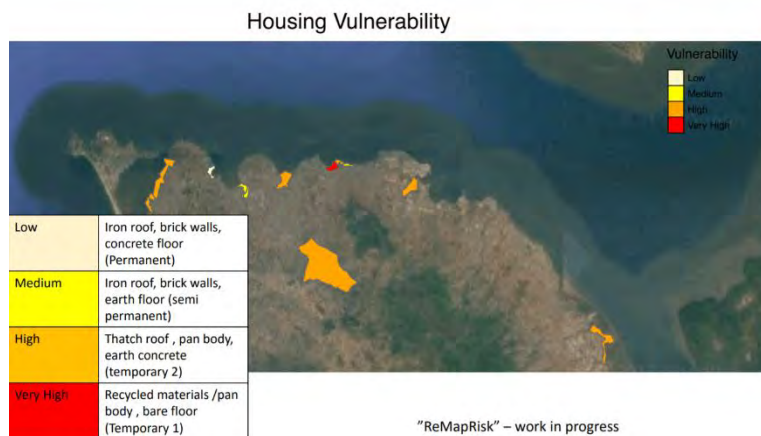 Housing Vulnerability
Vulnerability
Low
Medium
High
Very High
Low
Iron roof, brick walls,
concrete floor
(Permanent)
Medium
Iron roof, brick walls,
earth floor (semi
permanent)
High
Thatch roof , pan body,
earth concrete
(temporary 2)
Very High
Recycled materials /pan
body , bare floor
(Temporary 1)
”ReMapRisk” – work in progress